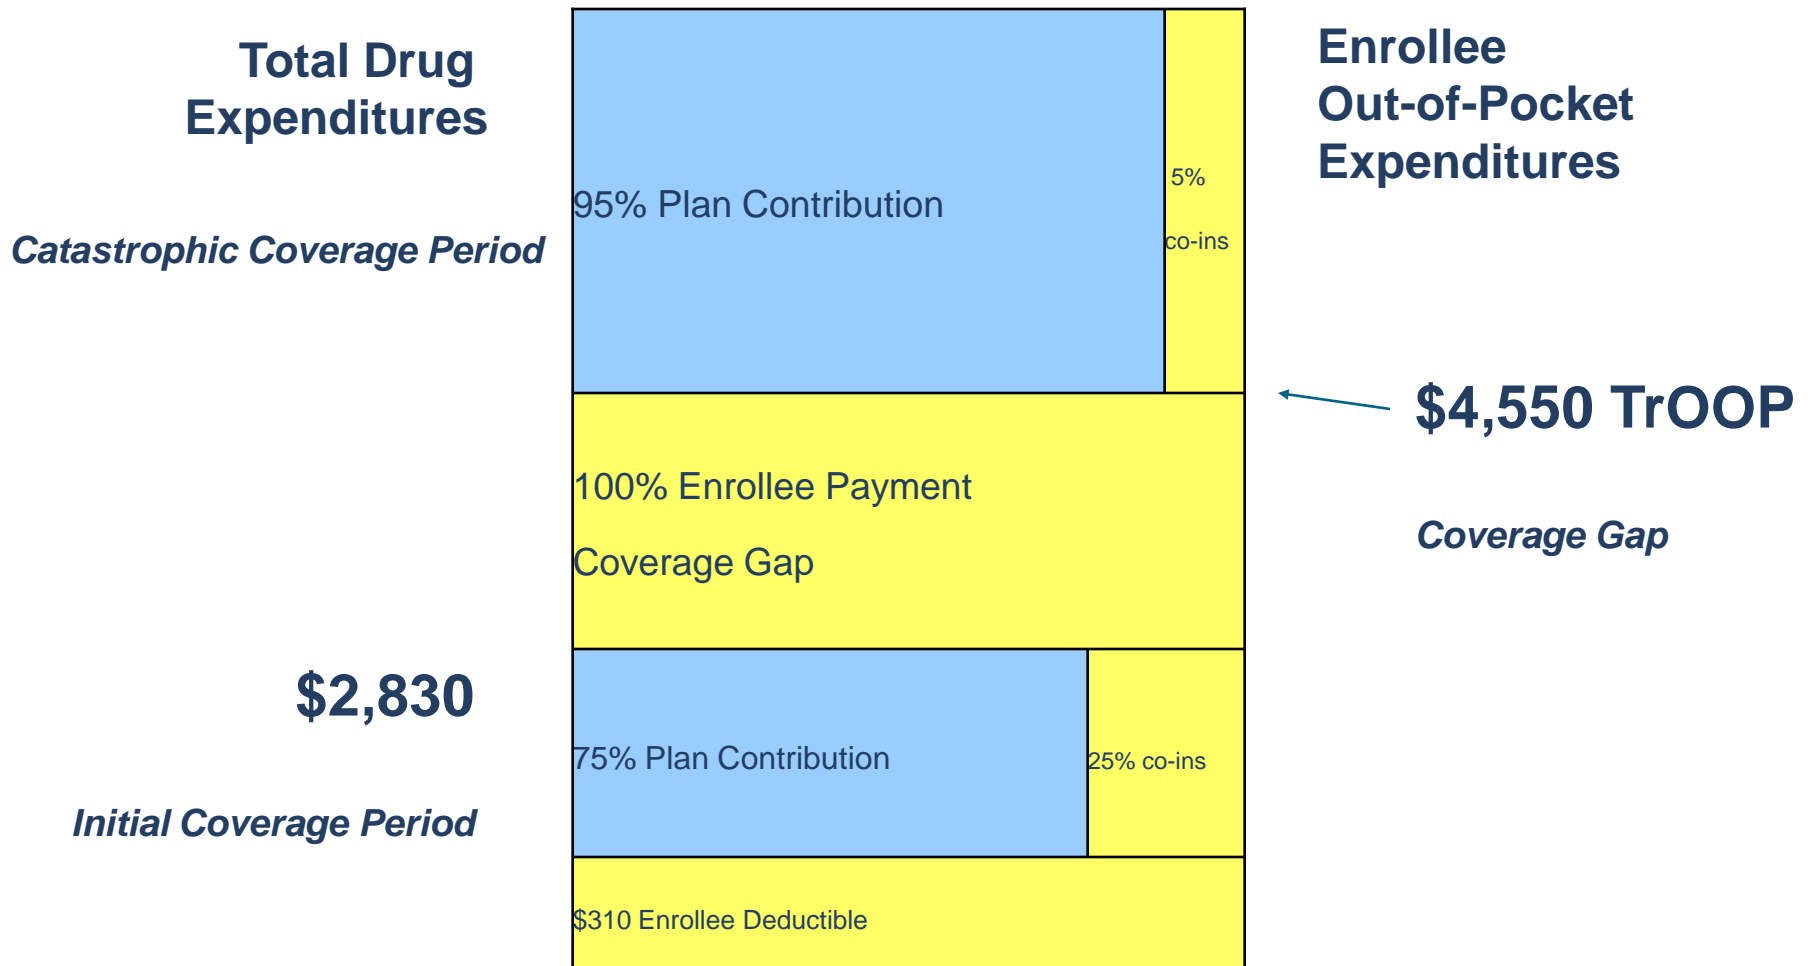 Total Drug
Expenditures
Catastrophic Coverage Period
95% Plan Contribution
5%
co-ins
Enrollee
Out-of-Pocket
Expenditures
$4,550 TrOOP
100% Enrollee Payment
Coverage Gap
Coverage Gap
$2,830
Initial Coverage Period
75% Plan Contribution
25% co-ins
$310 Enrollee Deductible